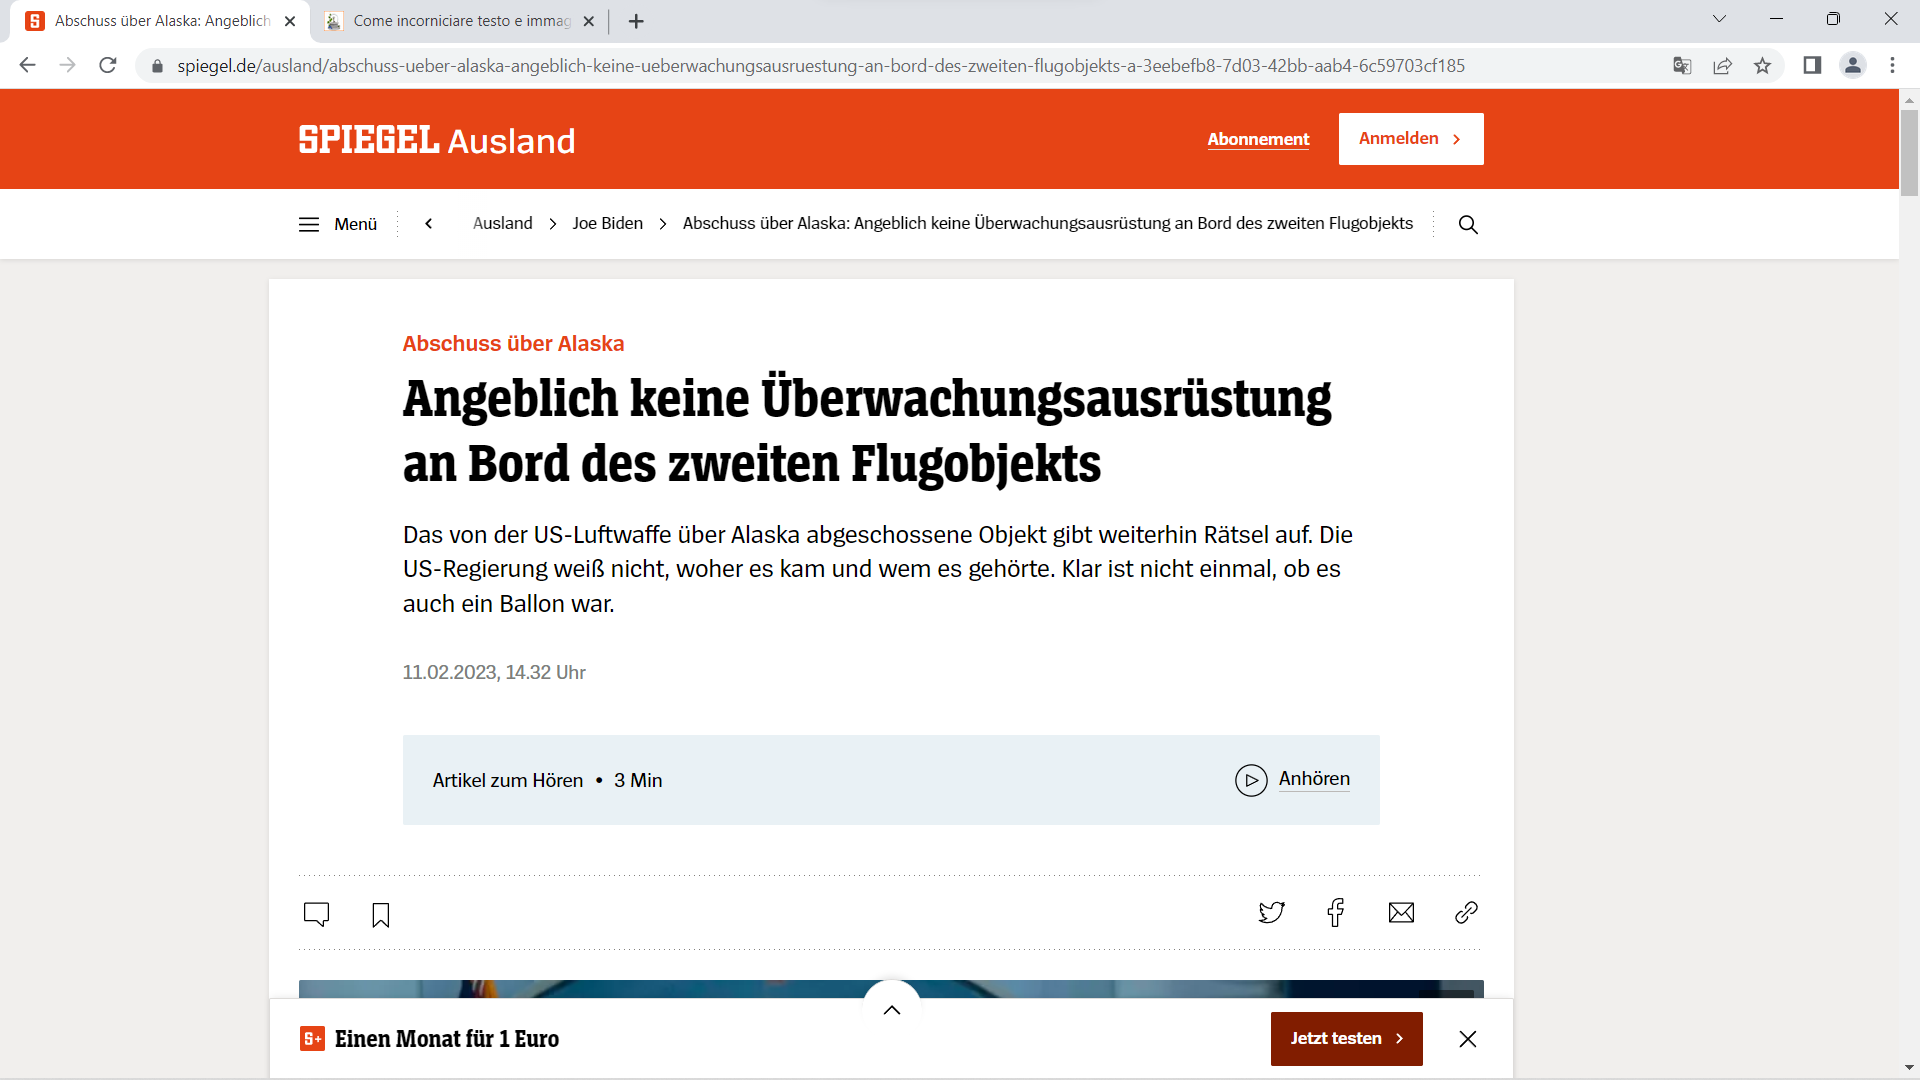 Abschuss über Alaska: Angeblich
Come incorniciare testo e immag
spiegel.de/ausland/abschuss-ueber-alaska-angeblich-keine-ueberwachungsausruestung-an-bord-des-zweiten-flugobjekts-a-3eebefb8-7d03-42bb-aab4-6c59703cf185
SPIEGEL Ausland
Abonnement
Anmelden
Menü
Ausland
Joe Biden
Abschuss über Alaska: Angeblich keine Überwachungsausrüstung an Bord des zweiten Flugobjekts
Abschuss über Alaska
Angeblich keine Überwachungsausrüstung
an Bord des zweiten Flugobjekts
Das von der US-Luftwaffe über Alaska abgeschossene Objekt gibt weiterhin Rätsel auf. Die
US-Regierung weiß nicht, woher es kam und wem es gehörte. Klar ist nicht einmal, ob es
auch ein Ballon war.
11.02.2023, 14.32 Uhr
Artikel zum Hören • 3 Min
Anhören
S+ Einen Monat für 1 Euro
Jetzt testen